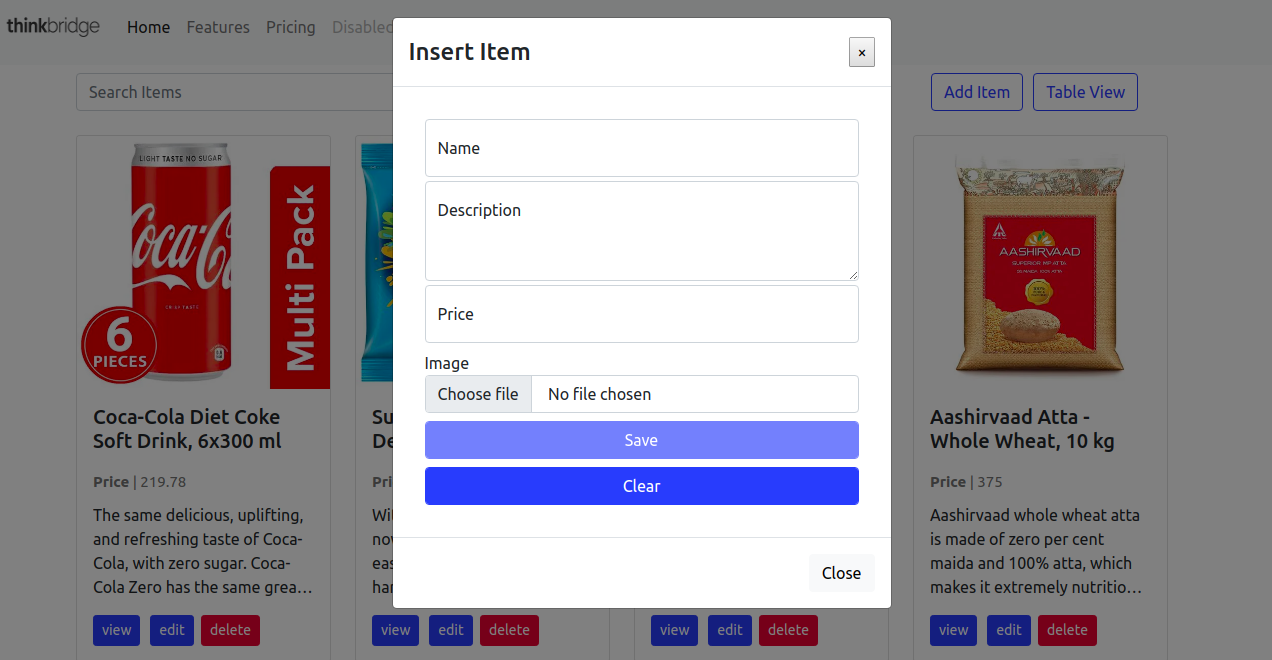 thinkbridge Home Features Pricing Disabled
Insert Item
×
Search Items
Add Item
Table View
Name
Description
Price
Image
Choose file No file chosen
Save
Clear
Close
LIGHT TASTE NO SUGAR
Coca-Cola
CRISP TASTE
6
PIECES
Multi Pack
Coca-Cola Diet Coke
Soft Drink, 6x300 ml
Price | 219.78
The same delicious, uplifting,
and refreshing taste of Coca-
Cola, with zero sugar. Coca-
Cola Zero has the same grea…
view edit delete
Su
De
Pri
Wit
nov
eas
har
view edit delete
view edit delete
AASHIRVAAD
SUPERIOR MP ATTA
Aashirvaad Atta -
Whole Wheat, 10 kg
Price | 375
Aashirvaad whole wheat atta
is made of zero per cent
maida and 100% atta, which
makes it extremely nutritio…
view edit delete